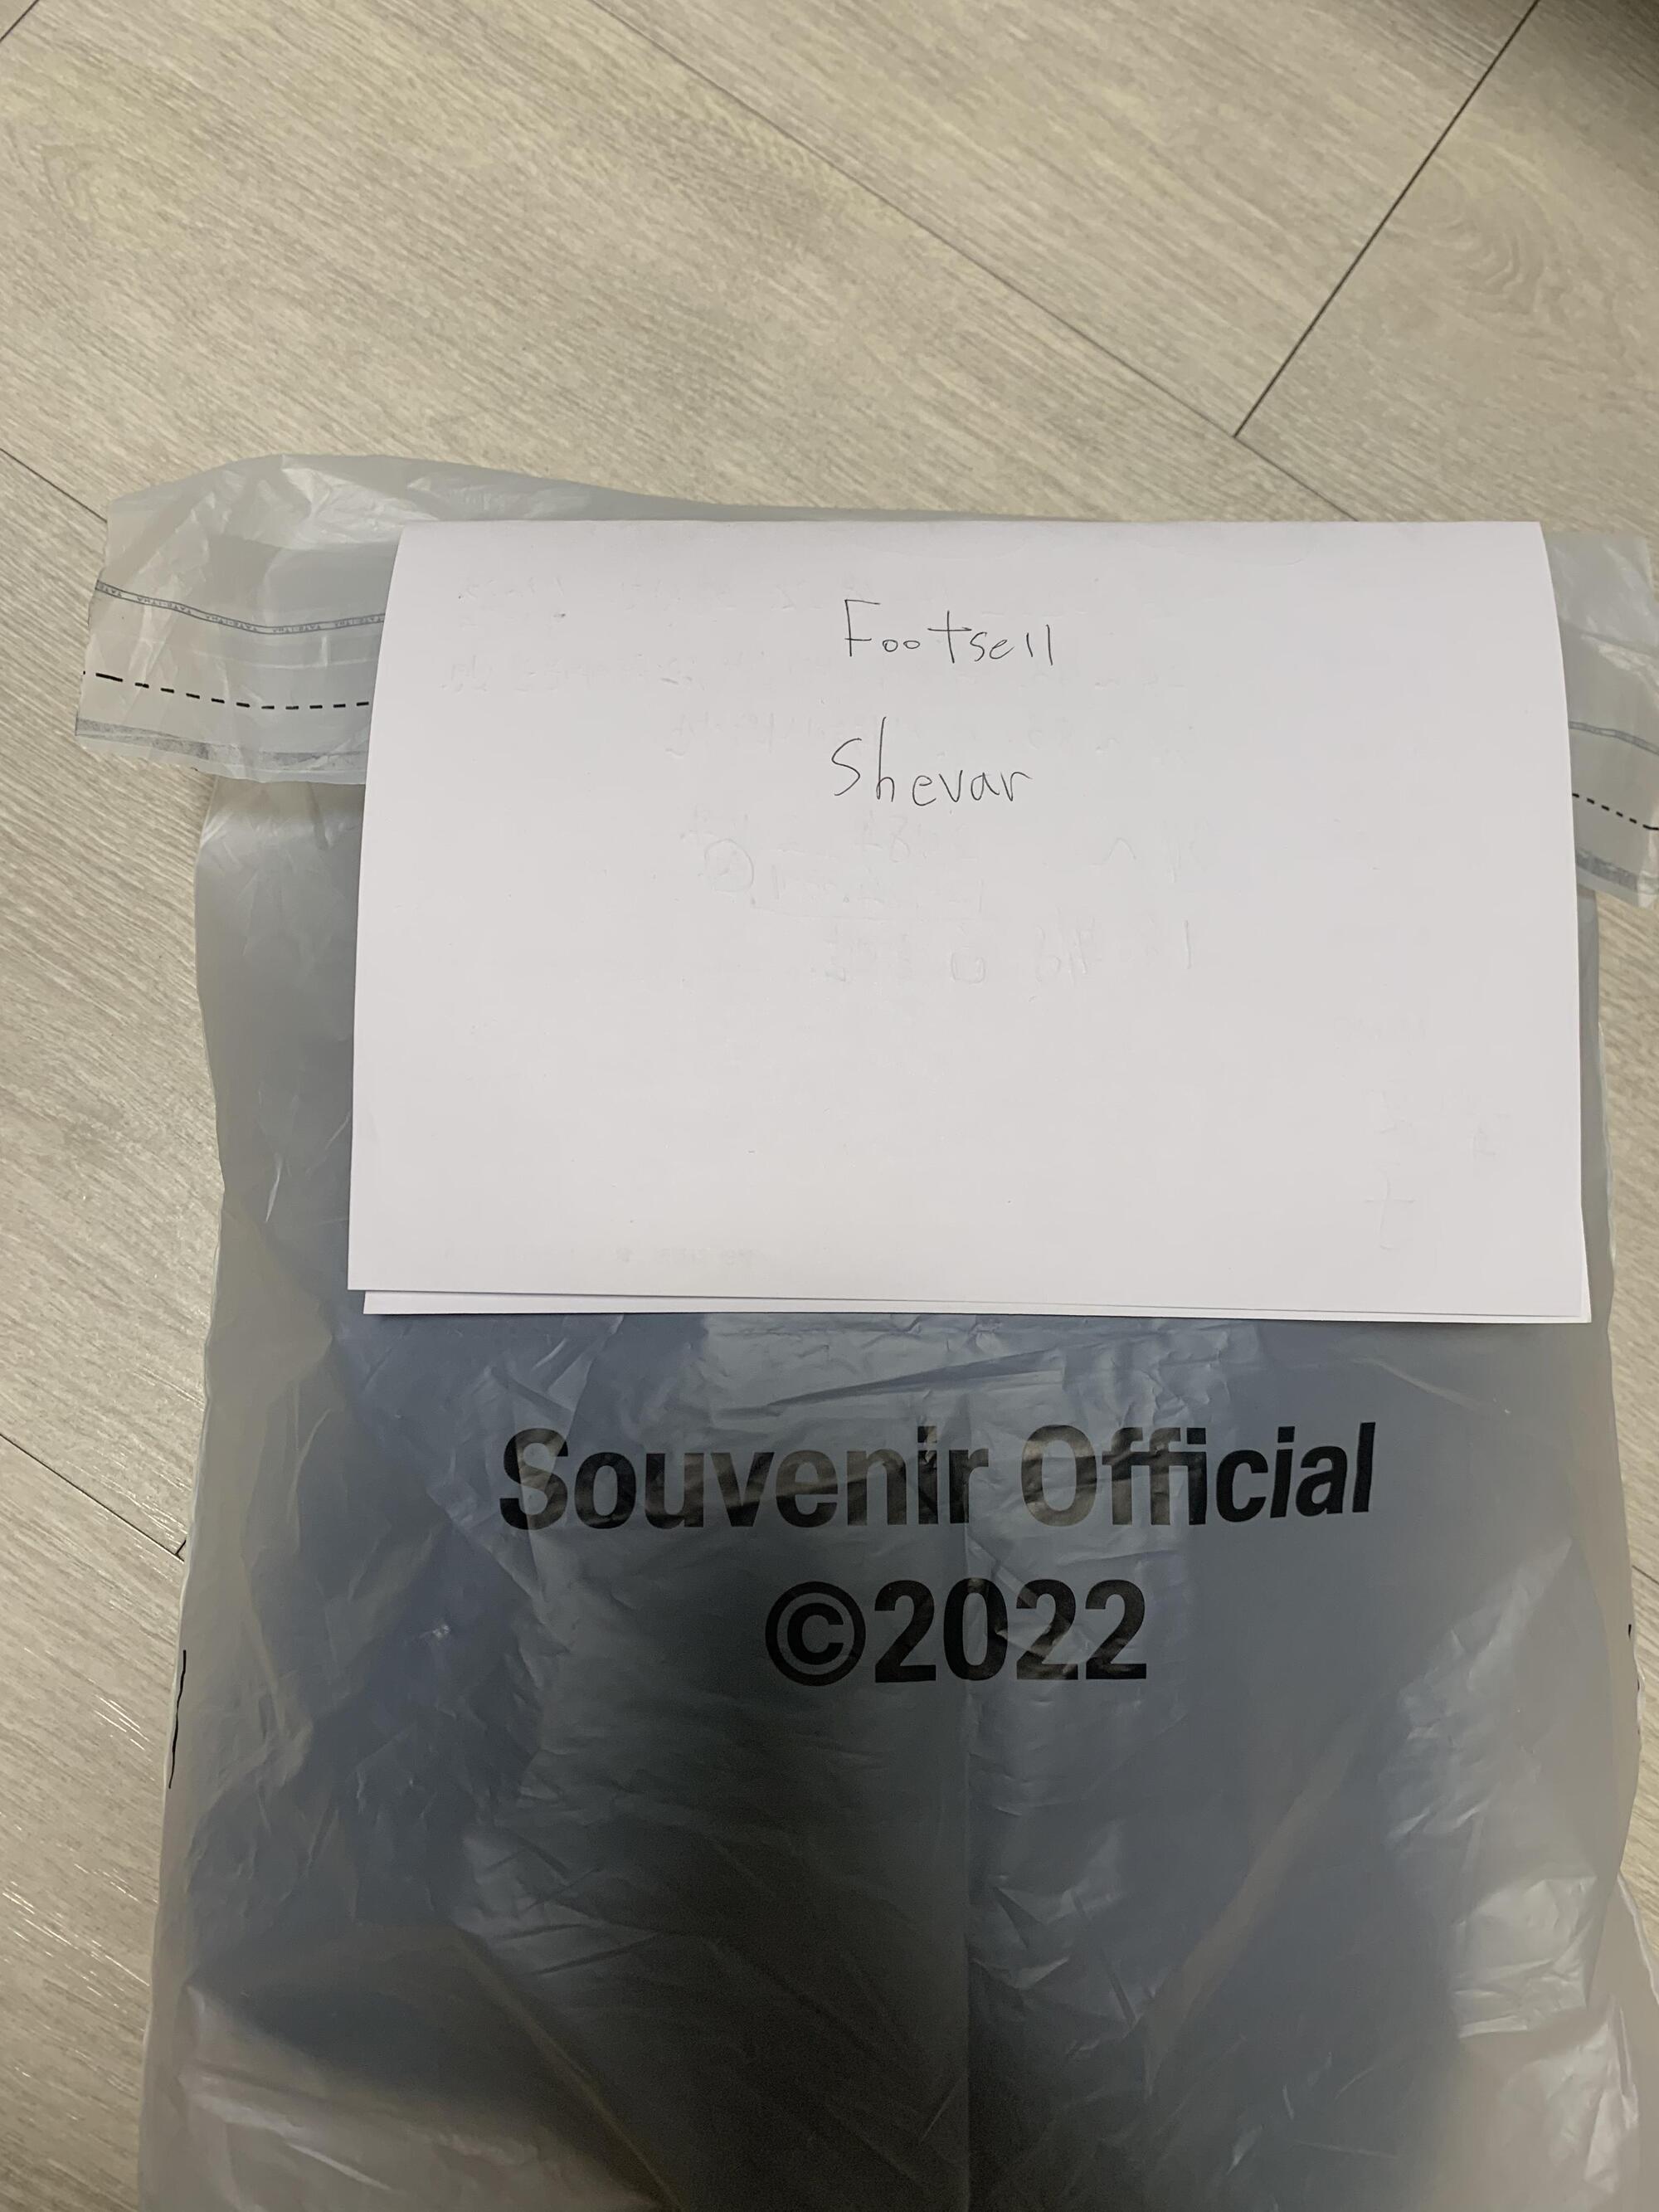 Footsell
Shevar
Souvenir Official
©2022